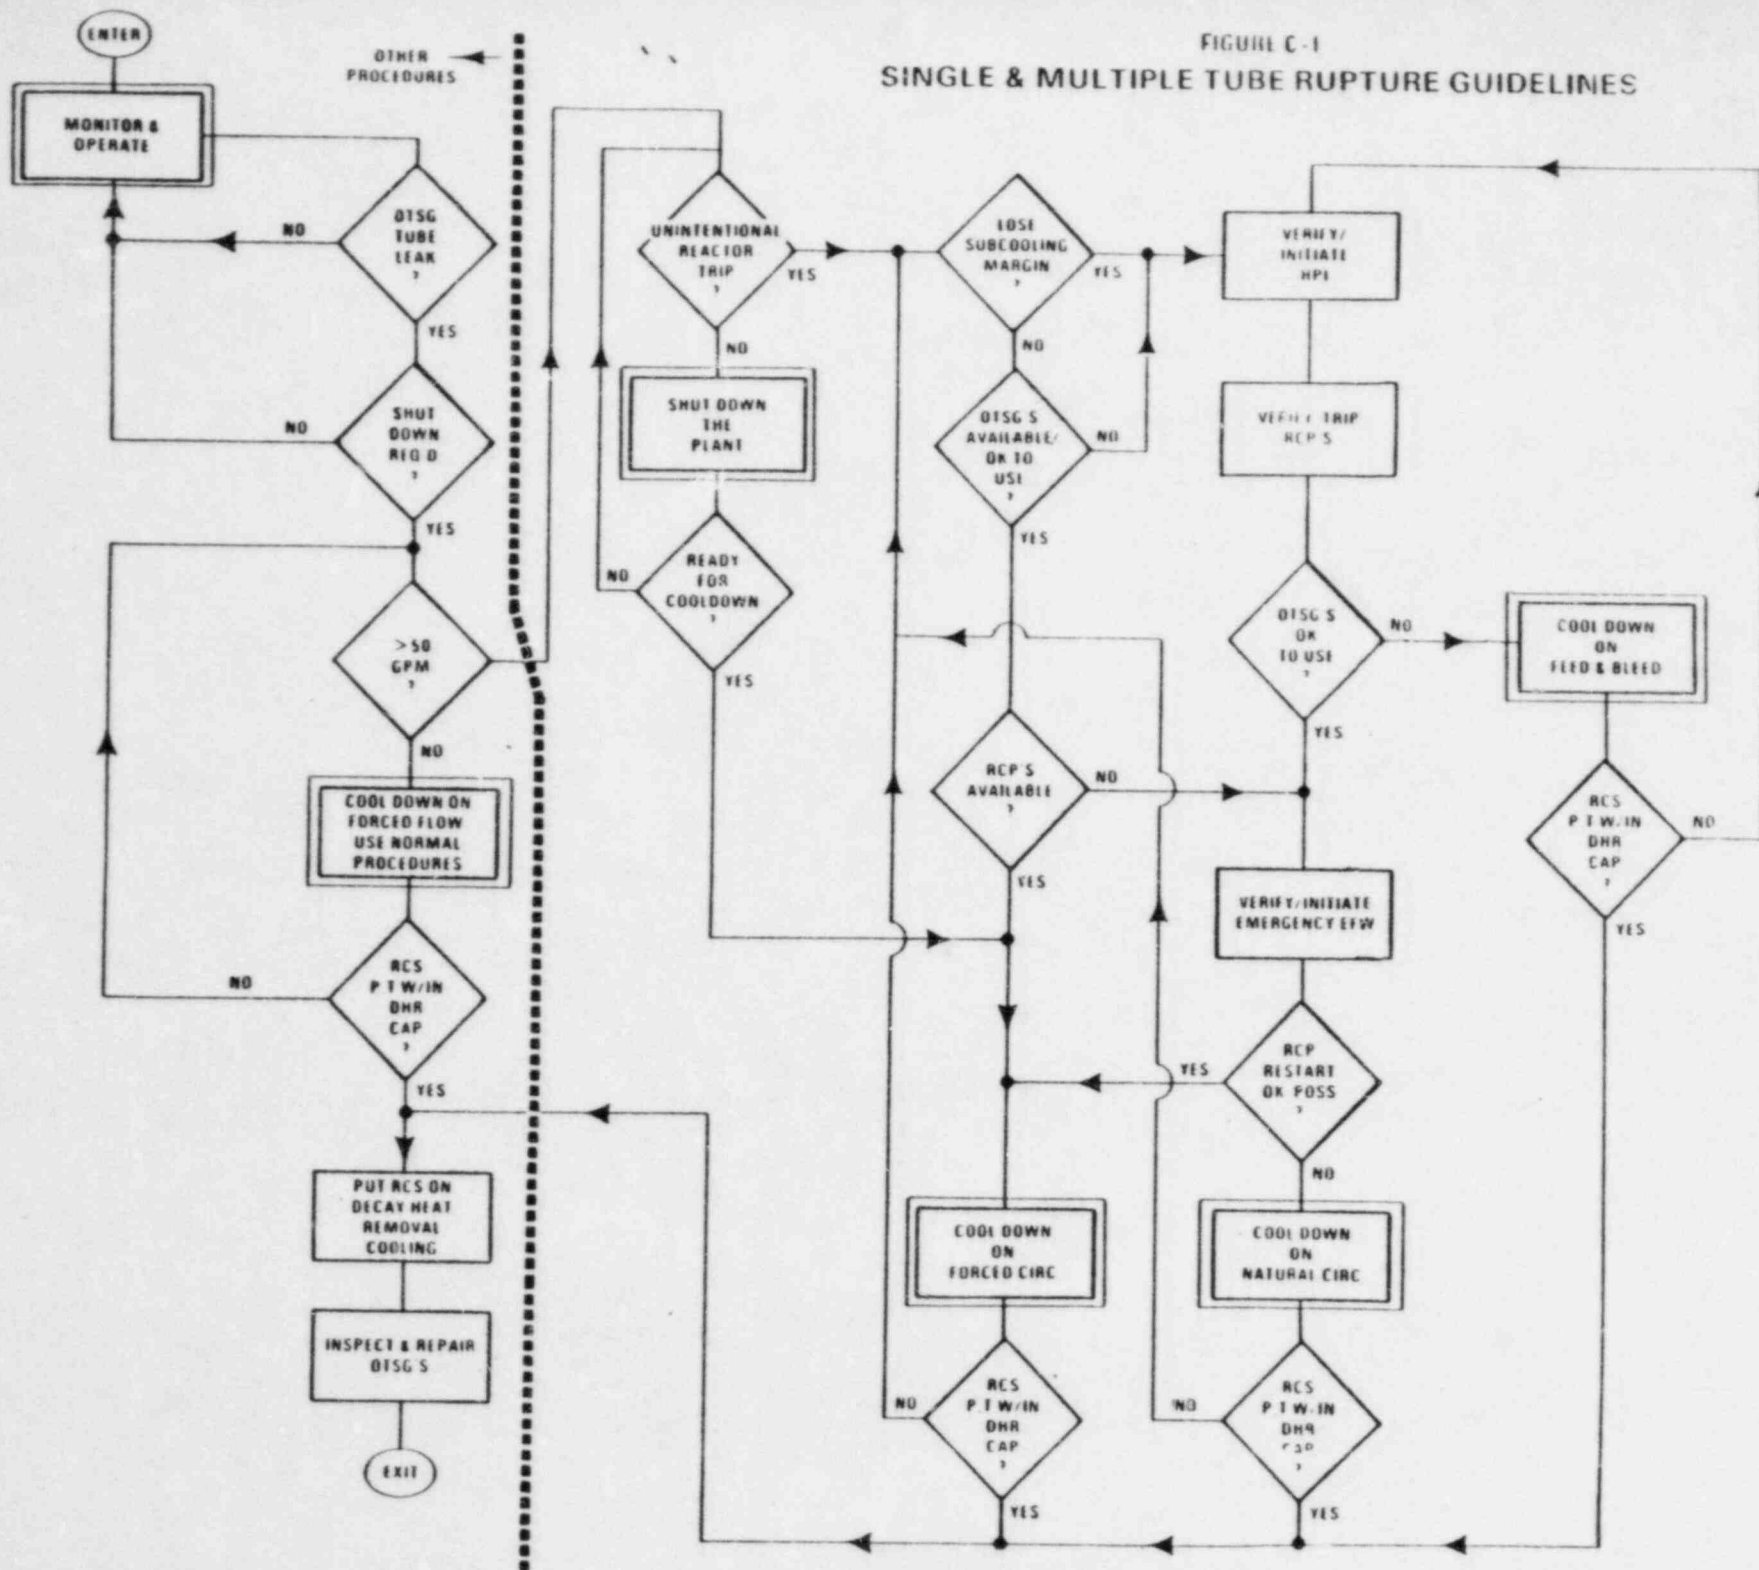 FIGURE C-1
SINGLE & MULTIPLE TUBE RUPTURE GUIDELINES
ENTER
OTHER
PROCEDURES
MONITOR &
OPERATE
OTSG
TUBE
LEAK
?
NO
YES
SHUT
DOWN
REQ D
?
NO
YES
>50
GPM
?
NO
COOL DOWN ON
FORCED FLOW
USE NORMAL
PROCEDURES
RCS
P T W/IN
DHR
CAP
?
NO
YES
PUT RCS ON
DECAY HEAT
REMOVAL
COOLING
INSPECT & REPAIR
OTSG'S
EXIT
UNINTENTIONAL
REACTOR
TRIP
?
YES
NO
SHUT DOWN
THE
PLANT
READY
FOR
COOLDOWN
?
NO
YES
LOSE
SUBCOOLING
MARGIN
?
YES
NO
OTSG'S
AVAILABLE/
OK TO
USE
?
NO
YES
RCP'S
AVAILABLE
?
NO
YES
COOL DOWN
ON
FORCED CIRC
RCS
P.T W/IN
DHR
CAP
?
NO
YES
VERIFY/
INITIATE
HPI
VERIFY TRIP
RCP'S
OTSG'S
OK
TO USE
?
NO
YES
VERIFY/INITIATE
EMERGENCY EFW
RCP
RESTART
OK POSS
?
YES
NO
COOL DOWN
ON
NATURAL CIRC
RCS
P T W/IN
DHR
CAP
?
NO
YES
COOL DOWN
ON
FEED & BLEED
RCS
P T W/IN
DHR
CAP
?
NO
YES